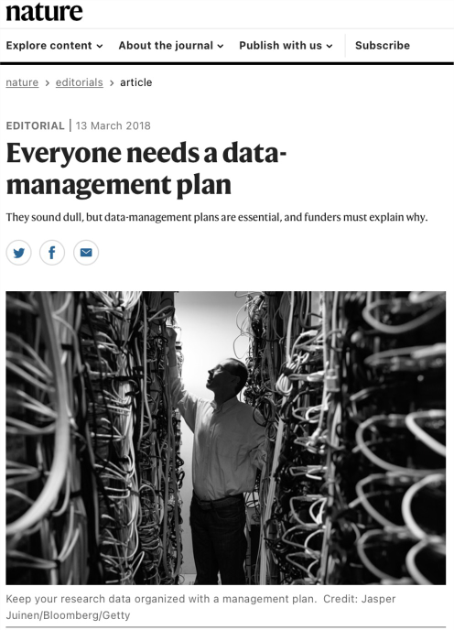 nature
Explore content About the journal Publish with us Subscribe
nature > editorials > article
EDITORIAL | 13 March 2018
Everyone needs a data-
management plan
They sound dull, but data-management plans are essential, and funders must explain why.
Keep your research data organized with a management plan. Credit: Jasper
Juinen/Bloomberg/Getty